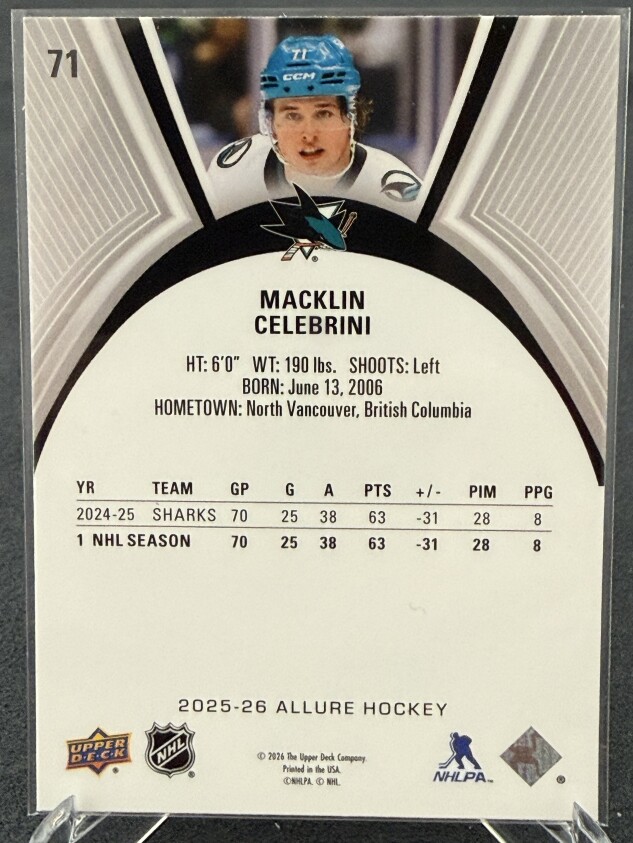 71
71
CCM
MACKLIN
CELEBRINI
HT: 6'0" WT: 190 lbs. SHOOTS: Left
BORN: June 13, 2006
HOMETOWN: North Vancouver, British Columbia
YR TEAM GP G A PTS +/- PIM PPG
2024-25 SHARKS 70 25 38 63 -31 28 8
1 NHL SEASON 70 25 38 63 -31 28 8
2025-26 ALLURE HOCKEY
UPPER
D·E·C·K
®
NHL
®
© 2026 The Upper Deck Company.
Printed in the USA.
©NHLPA. © NHL.
NHLPA™
®